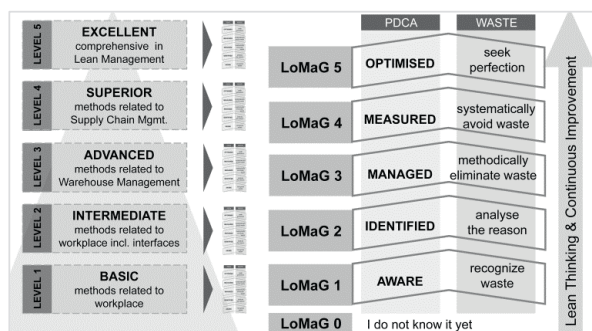 LEVEL 5
EXCELLENT
comprehensive in
Lean Management
LEVEL 4
SUPERIOR
methods related to
Supply Chain Mgmt.
LEVEL 3
ADVANCED
methods related to
Warehouse Management
LEVEL 2
INTERMEDIATE
methods related to
workplace incl. interfaces
LEVEL 1
BASIC
methods related to
workplace
PDCA
WASTE
LoMaG 5
OPTIMISED
seek
perfection
LoMaG 4
MEASURED
systematically
avoid waste
LoMaG 3
MANAGED
methodically
eliminate waste
LoMaG 2
IDENTIFIED
analyse
the reason
LoMaG 1
AWARE
recognize
waste
LoMaG 0
I do not know it yet
Lean Thinking & Continuous Improvement